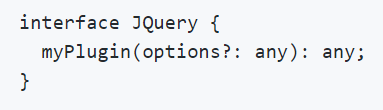 interface JQuery {
  myPlugin(options?: any): any;
}